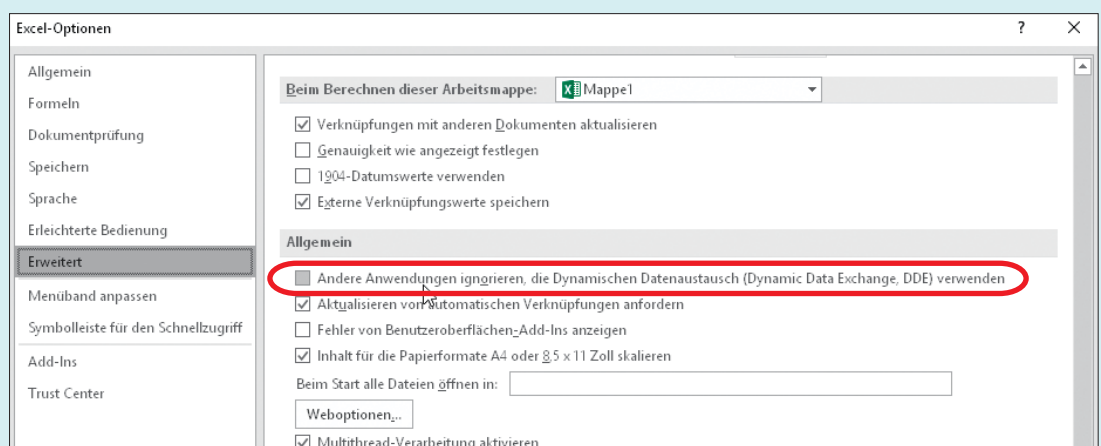 Excel-Optionen
?
Allgemein
Formeln
Dokumentprüfung
Speichern
Sprache
Erleichterte Bedienung
Erweitert
Menüband anpassen
Symbolleiste für den Schnellzugriff
Add-Ins
Trust Center
Beim Berechnen dieser Arbeitsmappe: Mappe1
Verknüpfungen mit anderen Dokumenten aktualisieren
Genauigkeit wie angezeigt festlegen
1904-Datumswerte verwenden
Externe Verknüpfungswerte speichern
Allgemein
Andere Anwendungen ignorieren, die Dynamischen Datenaustausch (Dynamic Data Exchange, DDE) verwenden
Aktualisieren von automatischen Verknüpfungen anfordern
Fehler von Benutzeroberflächen-Add-Ins anzeigen
Inhalt für die Papierformate A4 oder 8,5 x 11 Zoll skalieren
Beim Start alle Dateien öffnen in:
Weboptionen...
Multithread-Verarbeitung aktivieren